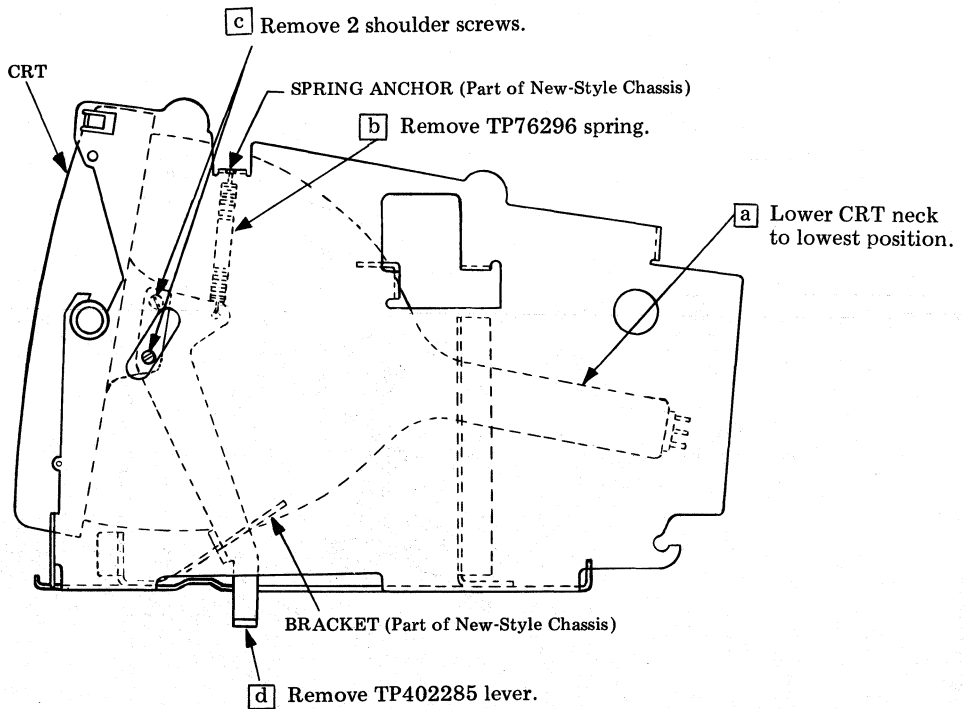 c Remove 2 shoulder screws.
CRT
SPRING ANCHOR (Part of New-Style Chassis)
b Remove TP76296 spring.
a Lower CRT neck
to lowest position.
BRACKET (Part of New-Style Chassis)
d Remove TP402285 lever.